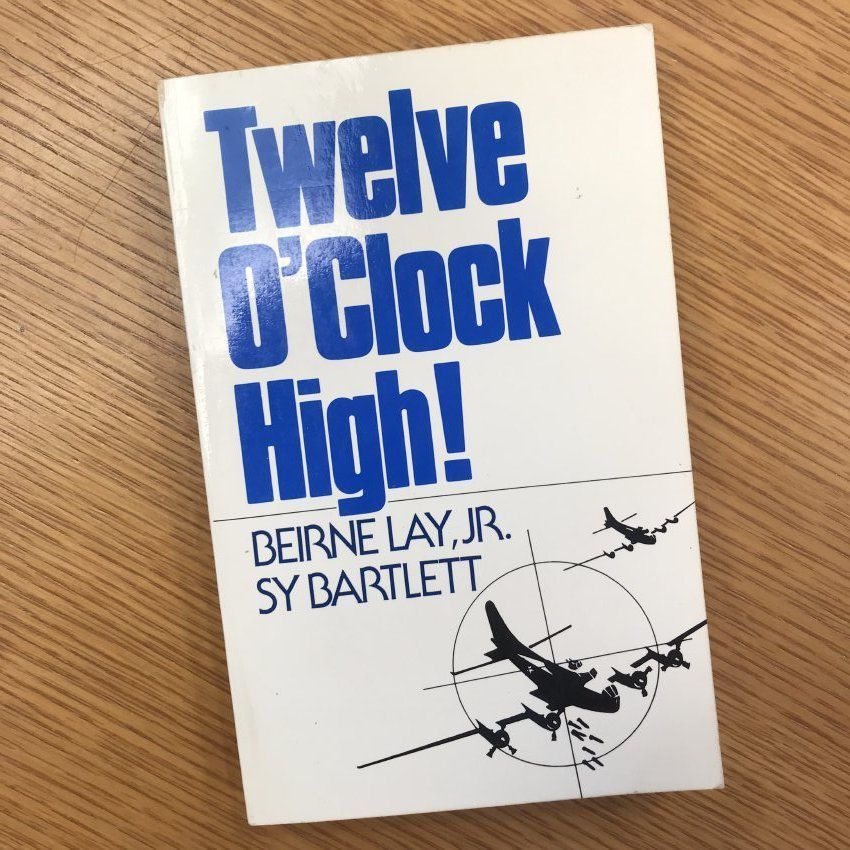 Twelve
O'Clock
High!
BEIRNE LAY, JR.
SY BARTLETT